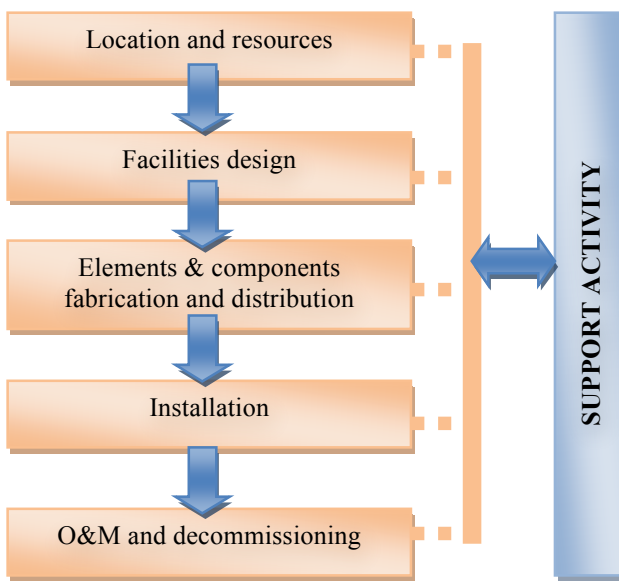 Location and resources
Facilities design
Elements & components
fabrication and distribution
Installation
O&M and decommissioning
SUPPORT ACTIVITY